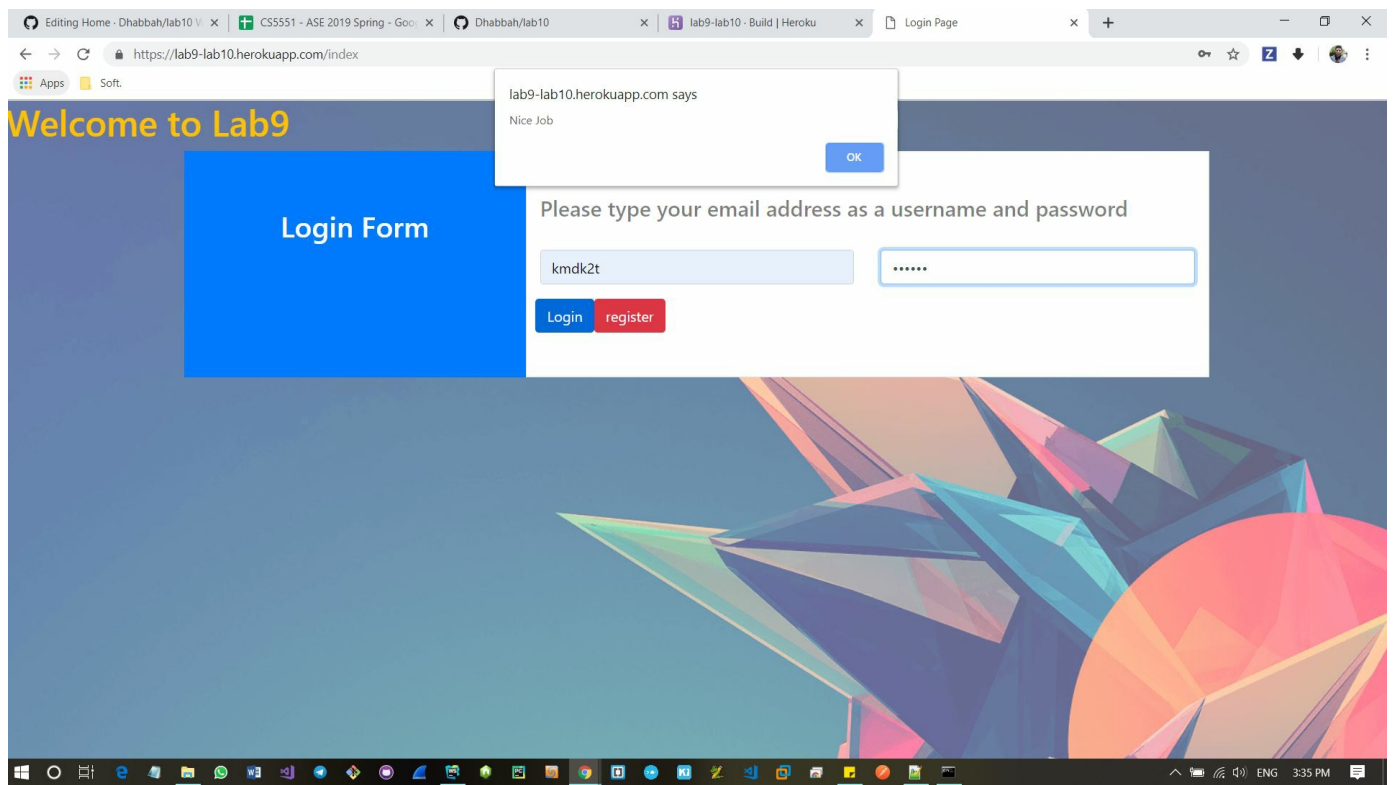 Editing Home · Dhabbah/lab10 W
CS5551 - ASE 2019 Spring - Goo
Dhabbah/lab10
lab9-lab10 · Build | Heroku
Login Page
https://lab9-lab10.herokuapp.com/index
Apps
Soft.
lab9-lab10.herokuapp.com says
Nice Job
OK
Welcome to Lab9
Login Form
Please type your email address as a username and password
kmdk2t
••••••
Login
register
ENG
3:35 PM